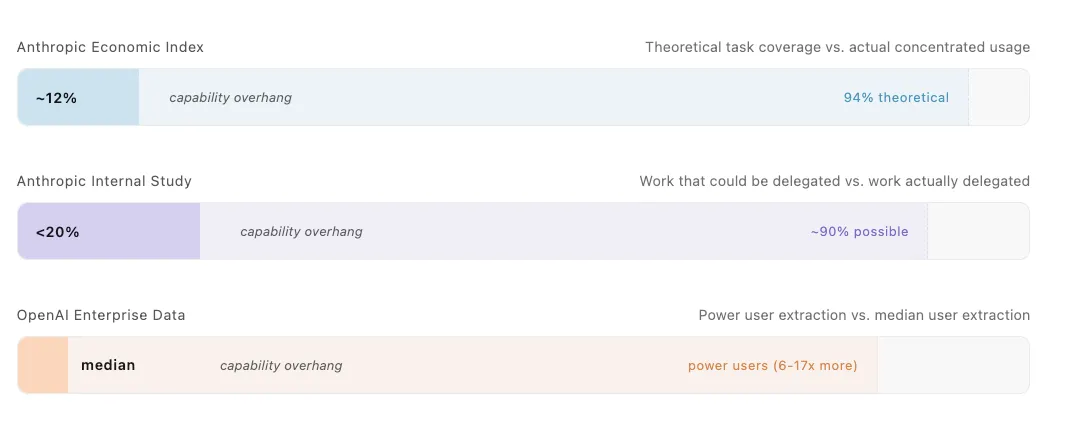 Anthropic Economic Index
Theoretical task coverage vs. actual concentrated usage
~12%
capability overhang
94% theoretical
Anthropic Internal Study
Work that could be delegated vs. work actually delegated
<20%
capability overhang
~90% possible
OpenAI Enterprise Data
Power user extraction vs. median user extraction
median
capability overhang
power users (6-17x more)